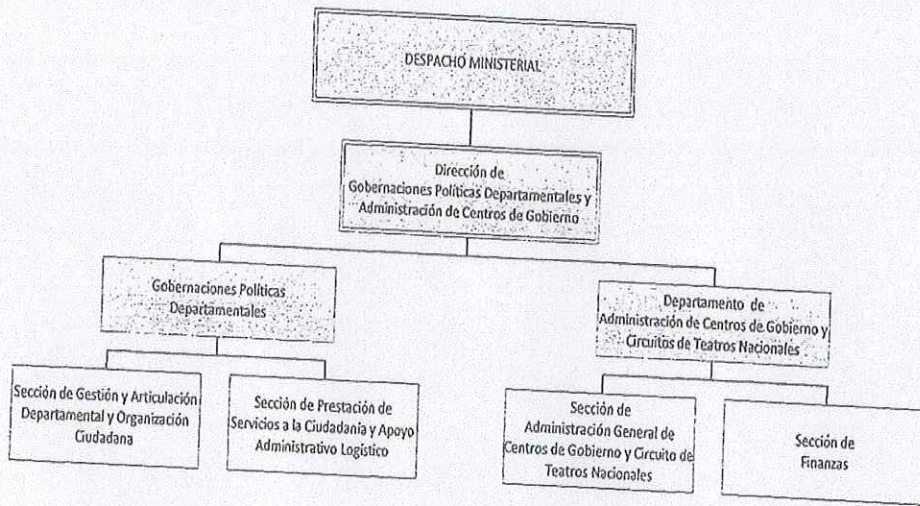 DESPACHO MINISTERIAL
Dirección de
Gobernaciones Políticas Departamentales y
Administración de Centros de Gobierno
Gobernaciones Políticas
Departamentales
Departamento de
Administración de Centros de Gobierno y
Circuitos de Teatros Nacionales
Sección de Gestión y Articulación
Departamental y Organización
Ciudadana
Sección de Prestación de
Servicios a la Ciudadanía y Apoyo
Administrativo Logístico
Sección de
Administración General de
Centros de Gobierno y Circuito de
Teatros Nacionales
Sección de
Finanzas